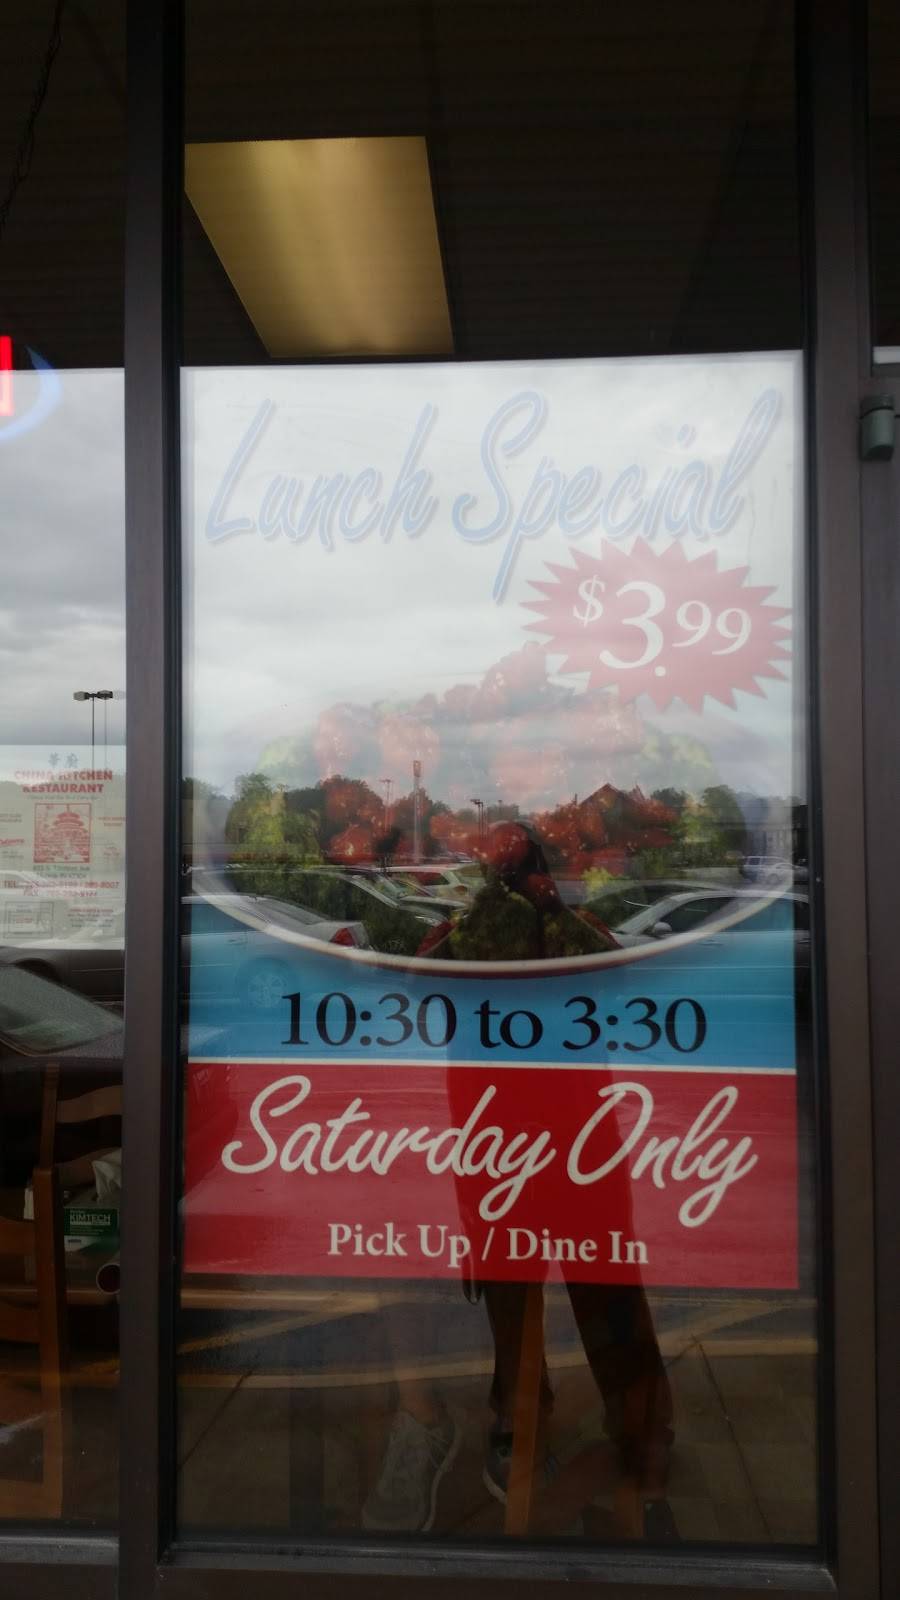 Lunch Special
$3.99
10:30 to 3:30
Saturday Only
Pick Up / Dine In
CHINA KITCHEN
RESTAURANT
KIMTECH